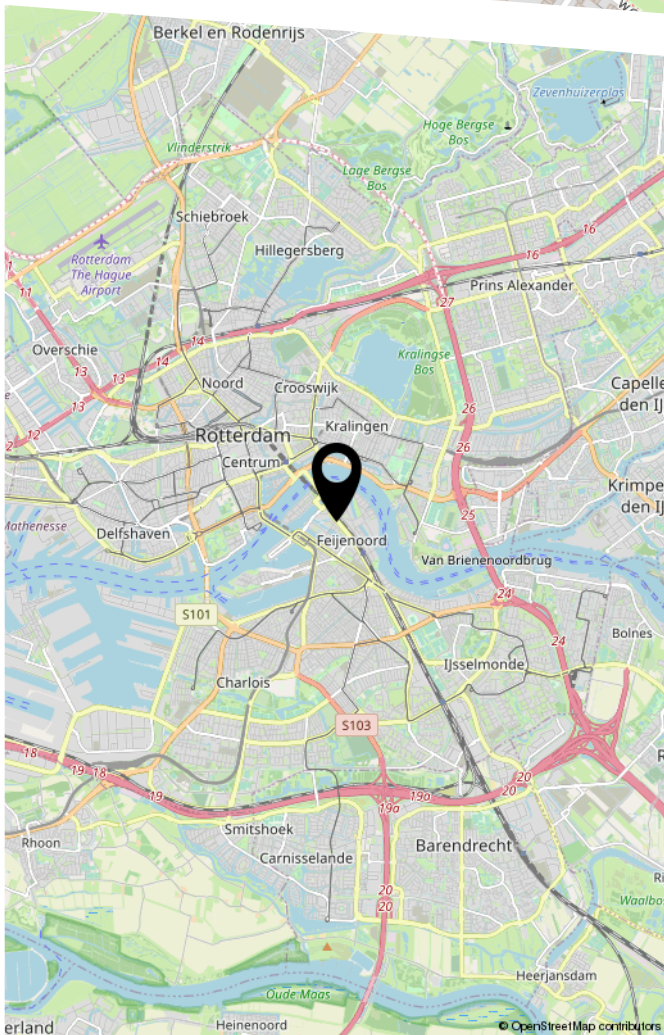 Berkel en Rodenrijs
Zevenhuizerplas
Hoge Bergse
Bos
Vlinderstrik
Lage Bergse
Bos
Schiebroek
16
Hillegersberg
16
Rotterdam
The Hague
Airport
Prins Alexander
11
27
14
Overschie
14
Kralingse
Bos
13
13
Noord
Crooswijk
Capelle
den IJ
13
26
12
Kralingen
Rotterdam
26
Centrum
Krimpe
den IJ
25
Mathenesse
Delfshaven
Feijenoord
Van Brienenoordbrug
24
S101
24
Bolnes
IJsselmonde
Charlois
S103
18
19
18
20
20
19
19a
19a
Smitshoek
Rhoon
Carnisselande
Barendrecht
20
20
Waalbos
Heerjansdam
Oude Maas
Heinenoord
erland
© OpenStreetMap contributors